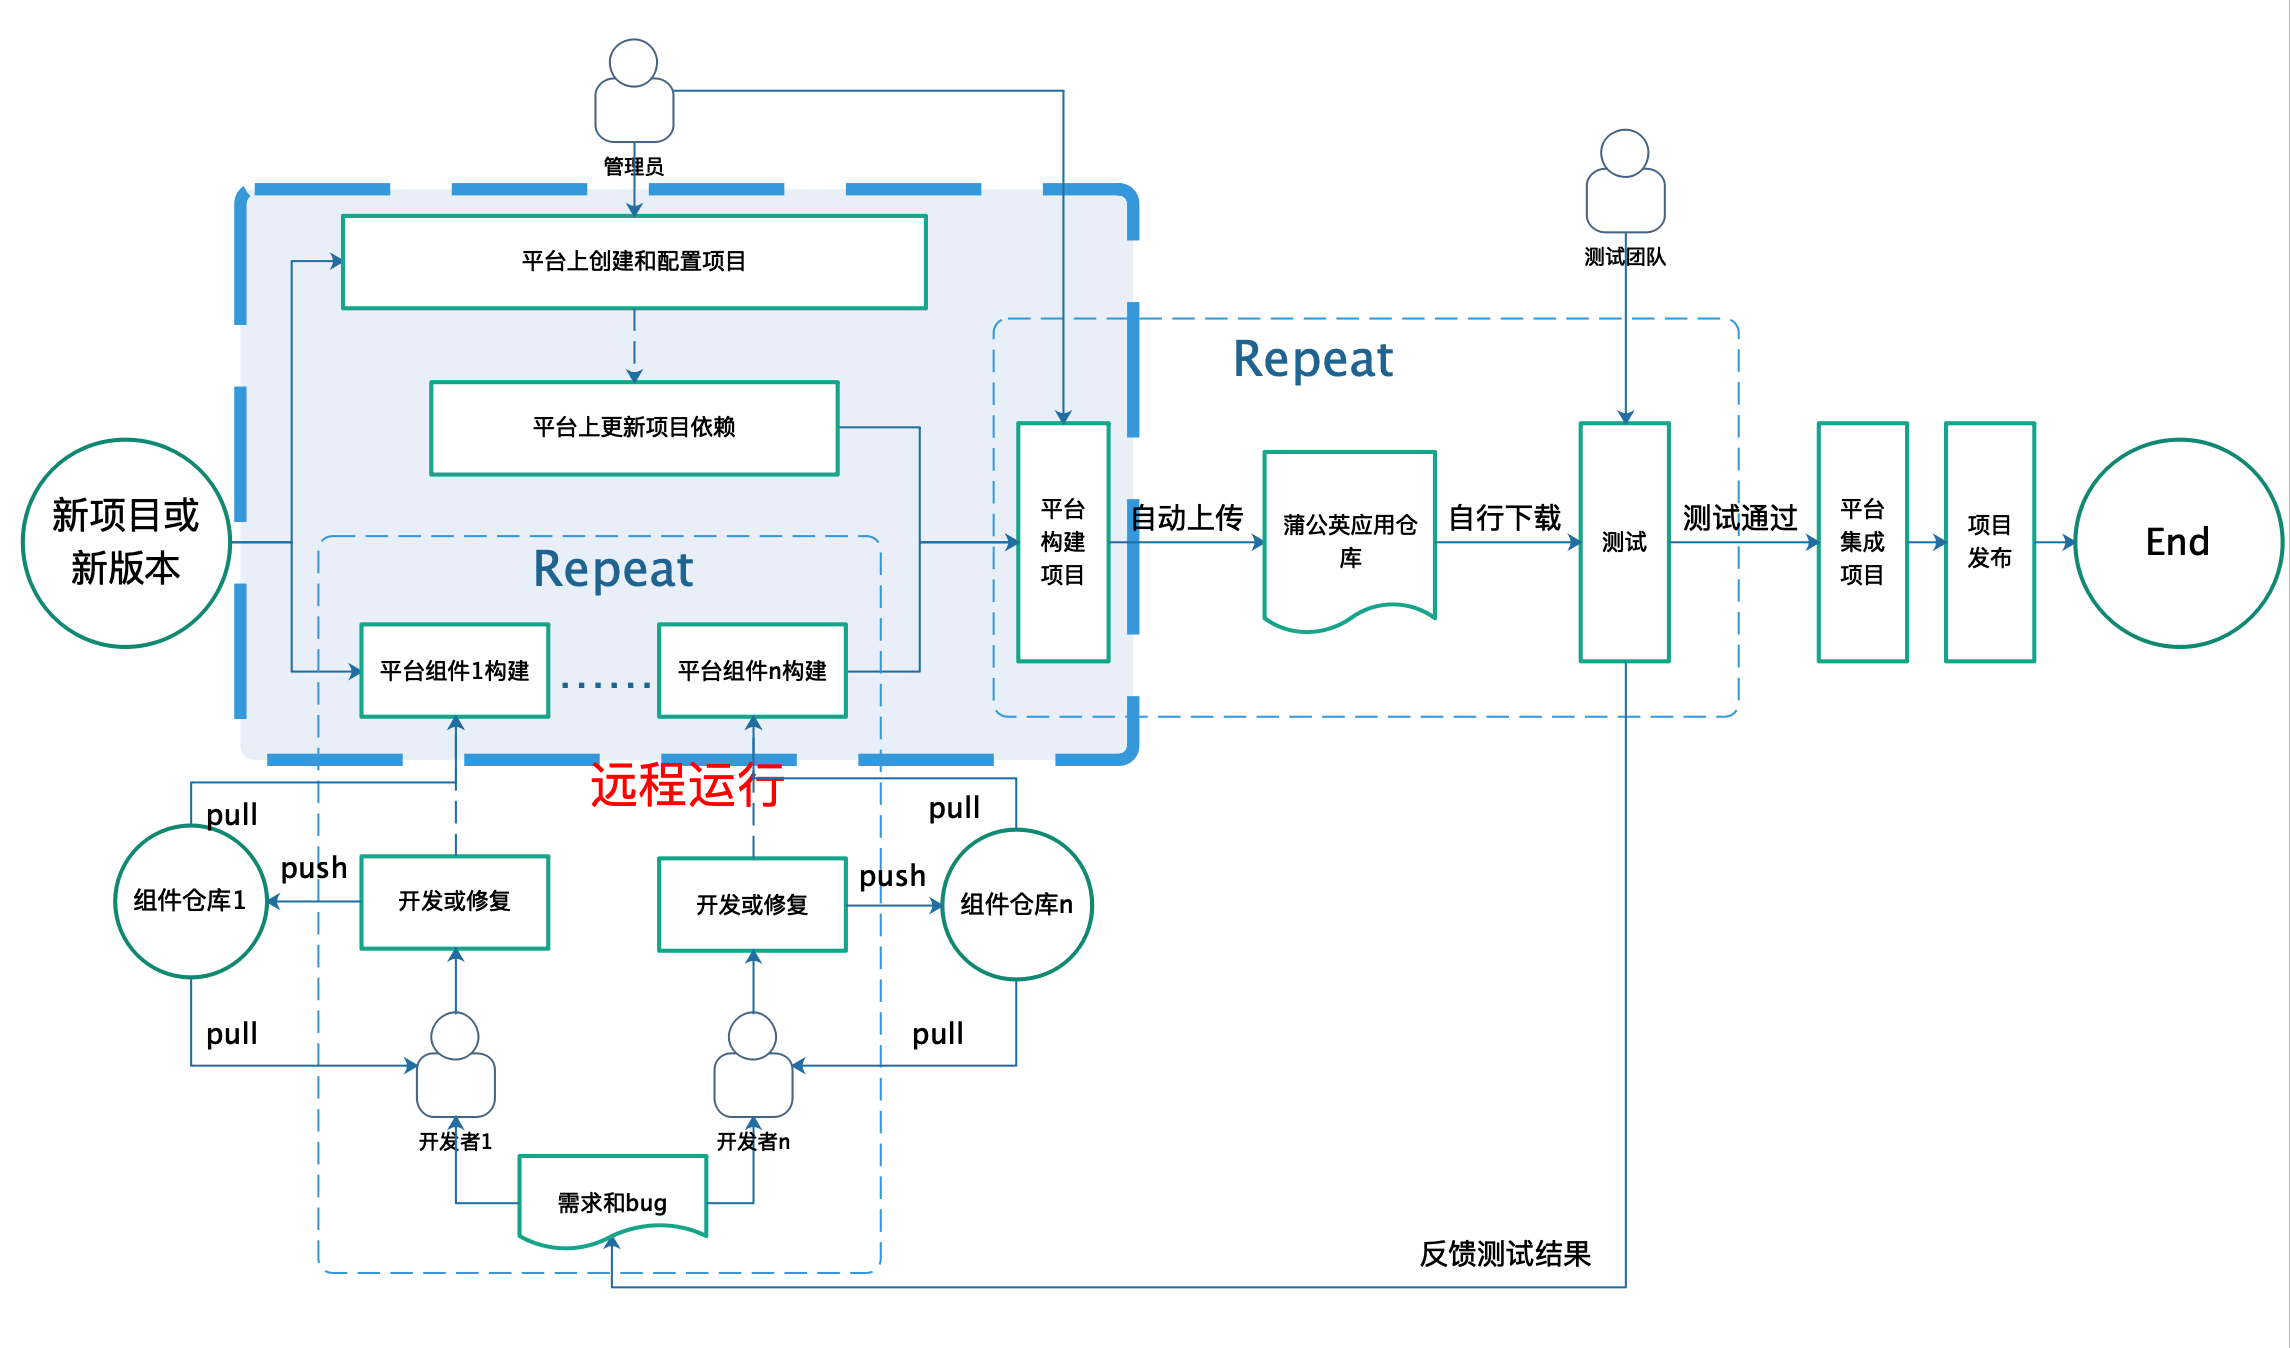 管理员
测试团队
平台上创建和配置项目
Repeat
平台上更新项目依赖
新项目或
新版本
平台
构建
项目
自动上传
蒲公英应用仓
库
自行下载
测试
测试通过
平台
集成
项目
项目
发布
End
Repeat
平台组件1构建
......
平台组件n构建
远程运行
pull
pull
push
push
组件仓库1
开发或修复
开发或修复
组件仓库n
pull
pull
开发者1
开发者n
需求和bug
反馈测试结果